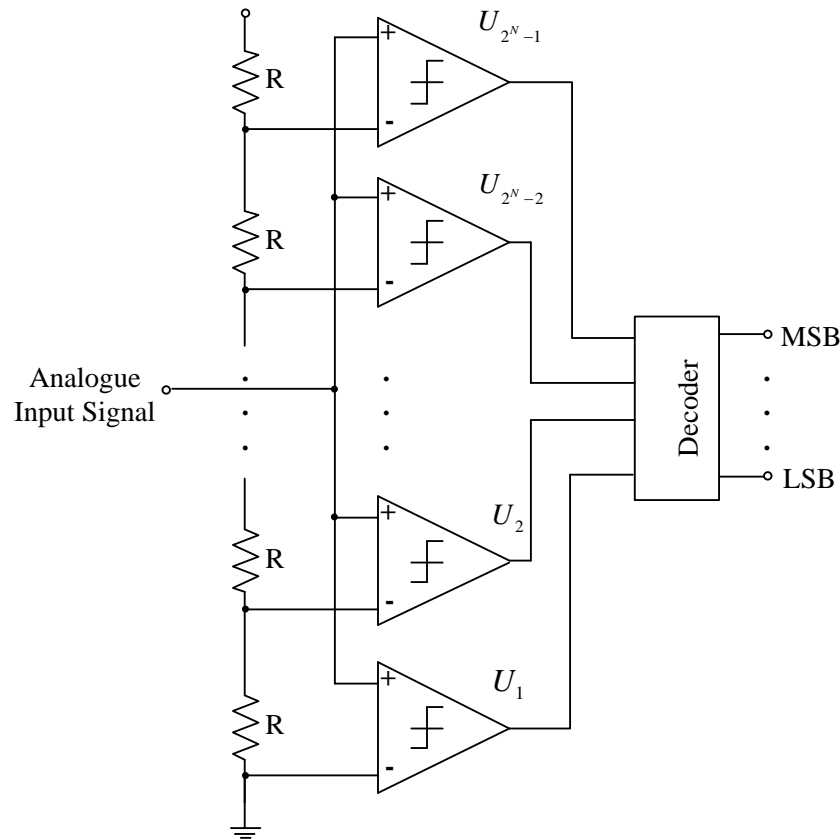 U_{2^N-1}
R
+
-
U_{2^N-2}
R
+
-
MSB
Analogue
Input Signal
Decoder
LSB
U_2
R
+
-
U_1
R
+
-